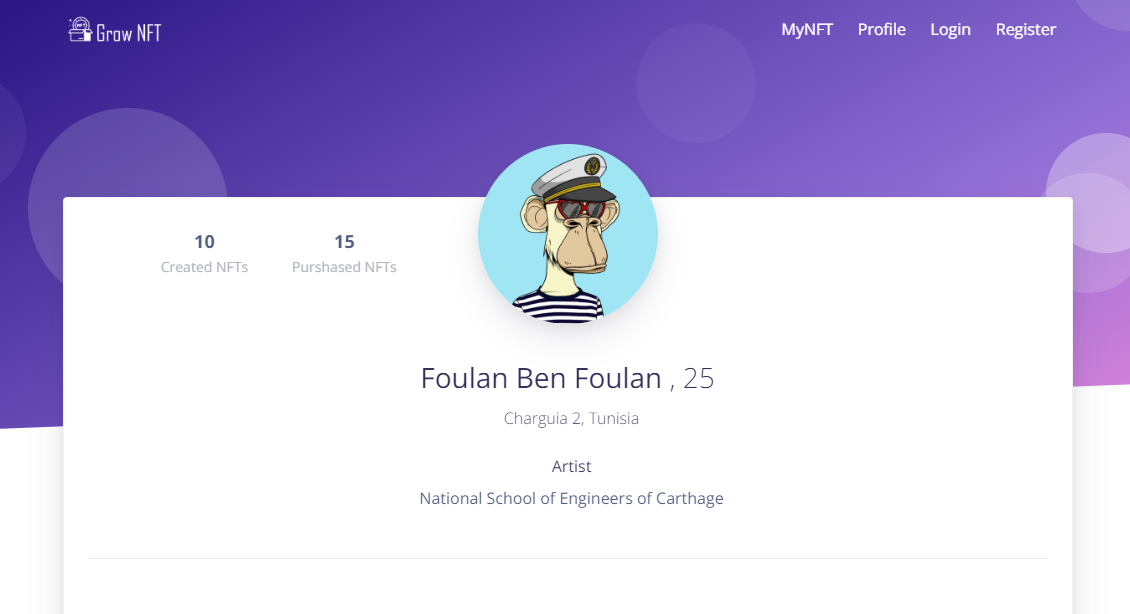 NFT
Grow NFT
MyNFT Profile Login Register
10
Created NFTs
15
Purshased NFTs
Foulan Ben Foulan , 25
Charguia 2, Tunisia
Artist
National School of Engineers of Carthage